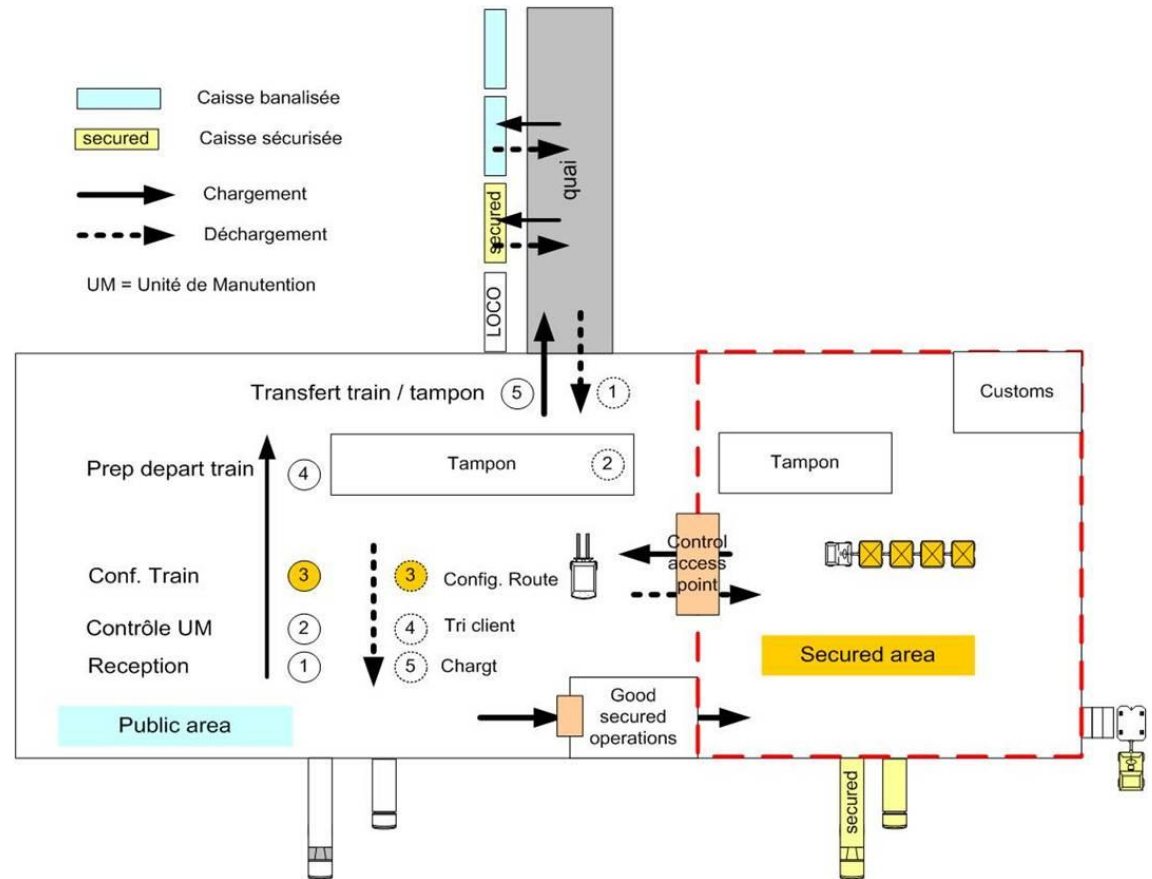 Caisse banalisée
secured
Caisse sécurisée
Chargement
Déchargement
UM = Unité de Manutention
quai
secured
LOCO
Transfert train / tampon
5
1
Customs
Prep depart train
4
Tampon
2
Tampon
Control
access
point
Conf. Train
3
3
Config. Route
Contrôle UM
2
4
Tri client
Reception
1
5
Chargt
Secured area
Public area
Good
secured
operations
secured